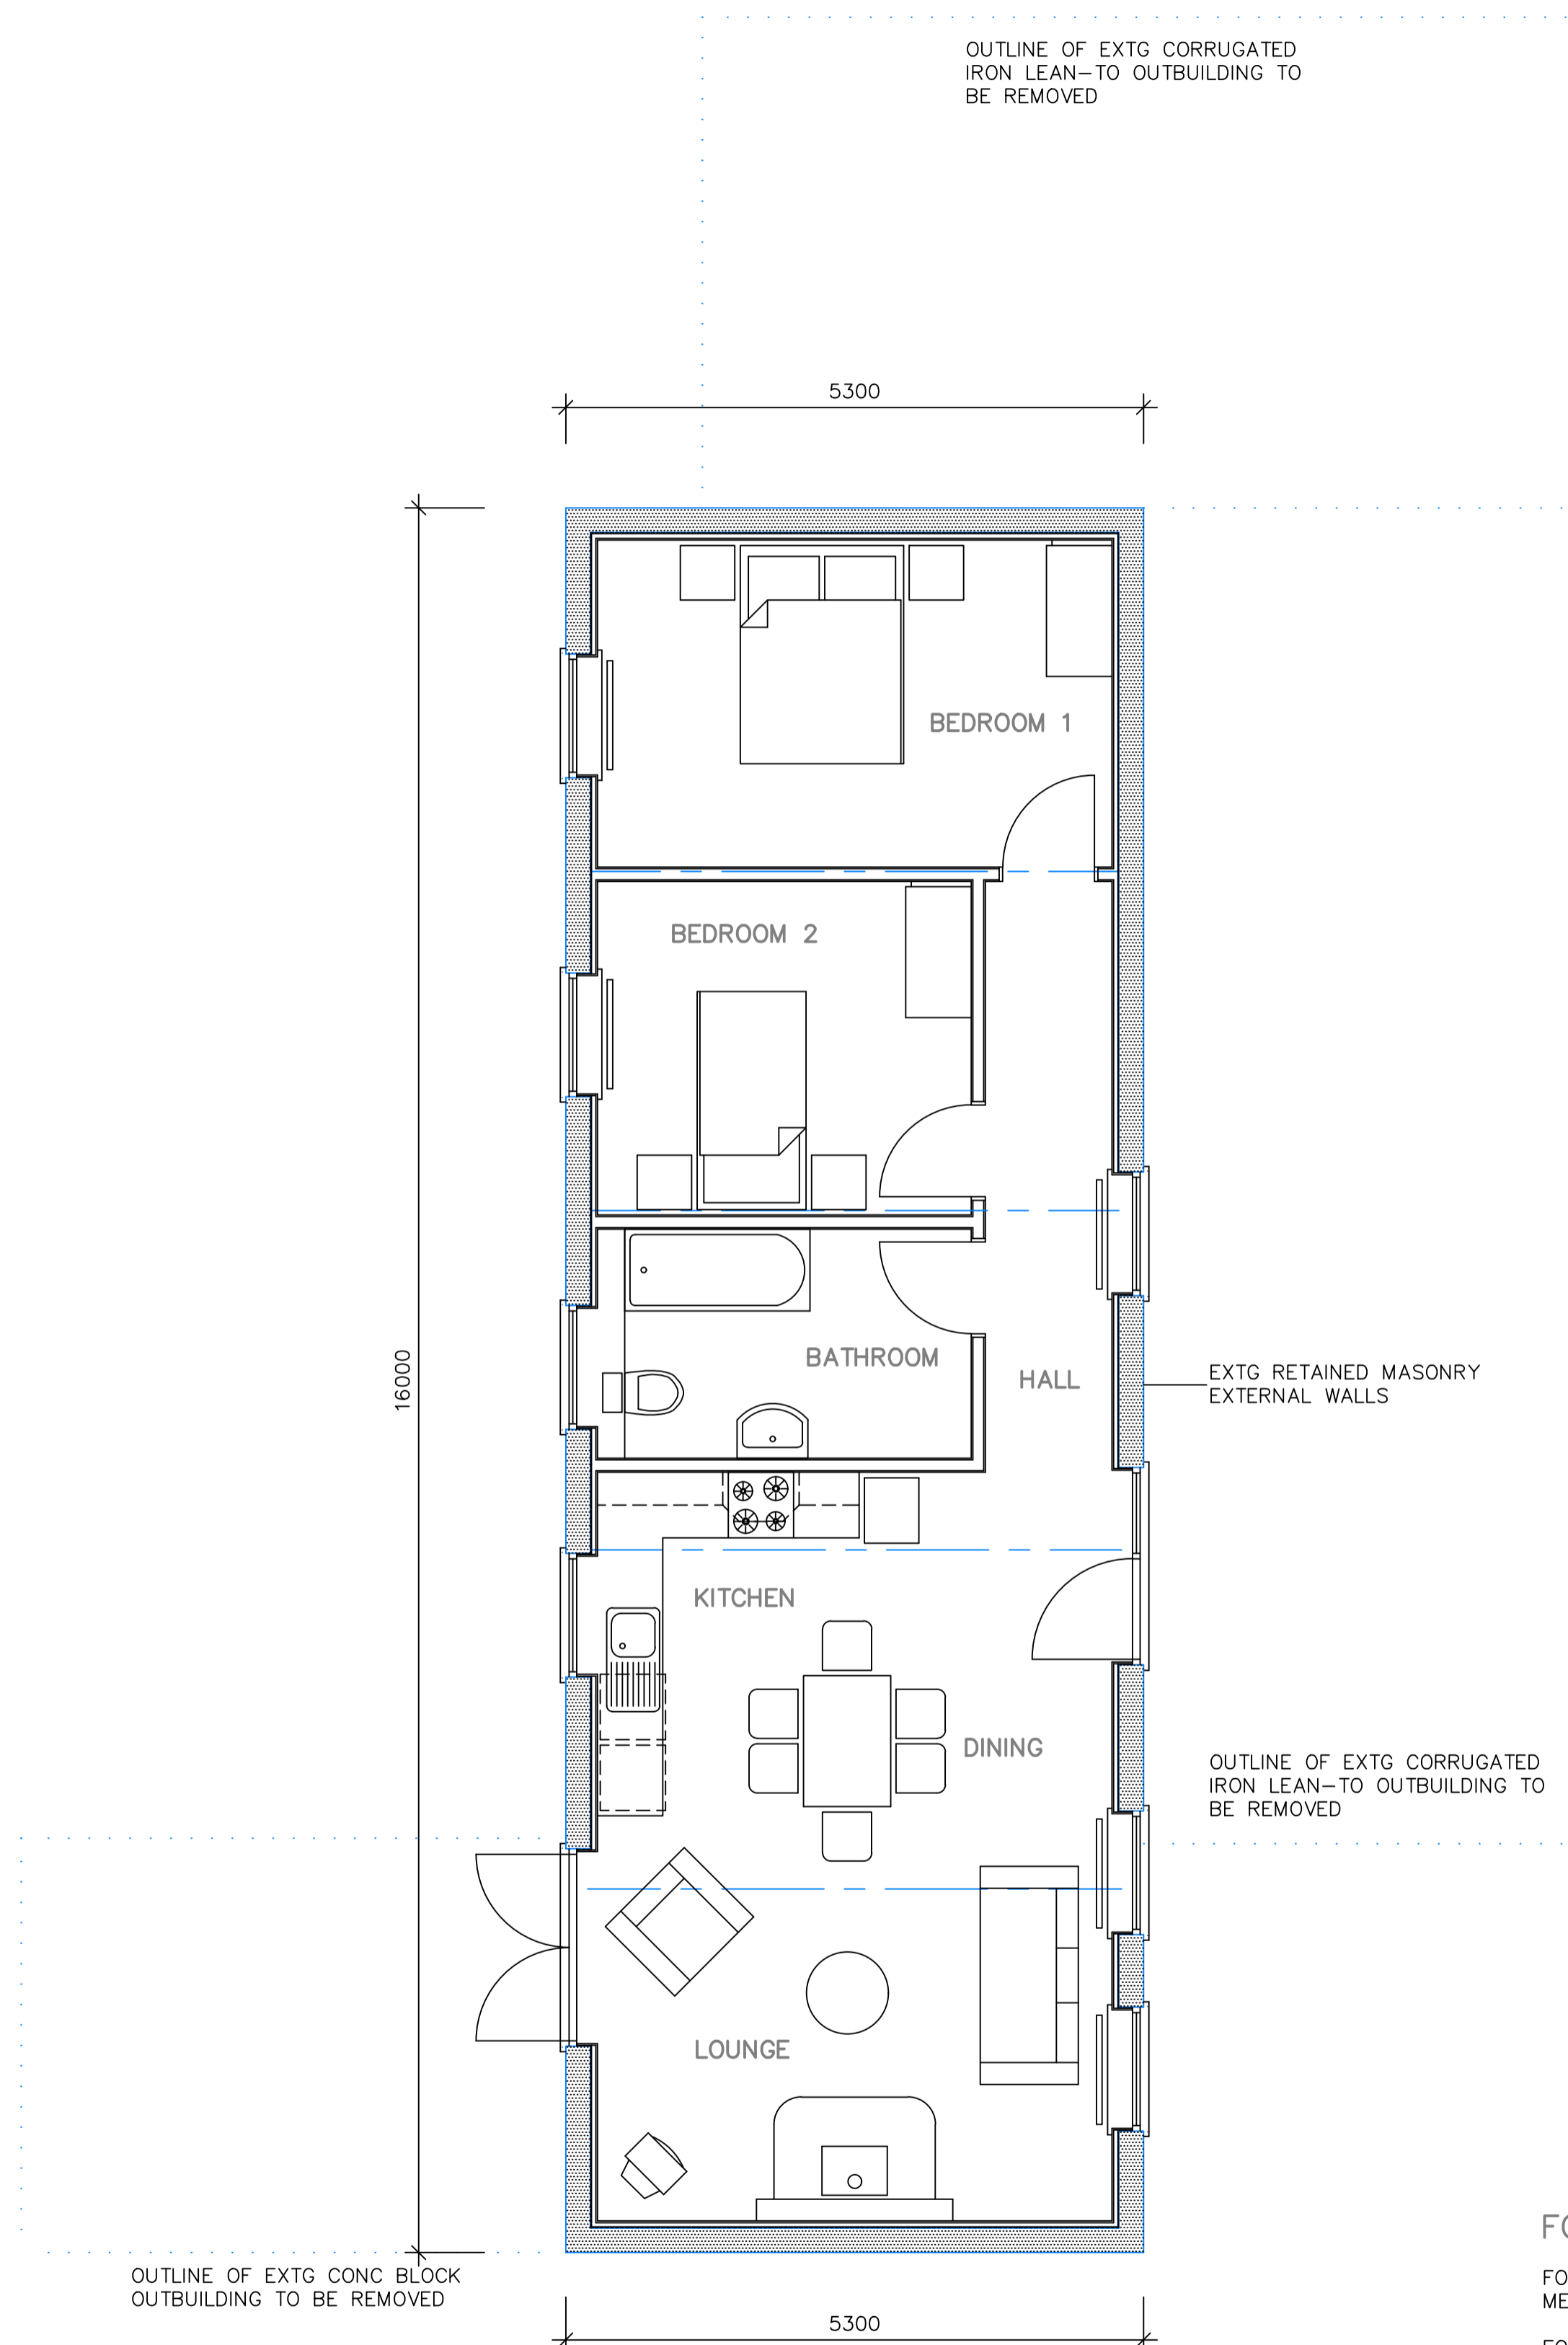 OUTLINE OF EXTG CORRUGATED
IRON LEAN-TO OUTBUILDING TO
BE REMOVED
5300
BEDROOM 1
BEDROOM 2
16000
BATHROOM
HALL
EXTG RETAINED MASONRY
EXTERNAL WALLS
KITCHEN
DINING
OUTLINE OF EXTG CORRUGATED
IRON LEAN-TO OUTBUILDING TO
BE REMOVED
LOUNGE
OUTLINE OF EXTG CONC BLOCK
OUTBUILDING TO BE REMOVED
5300
FO
ME